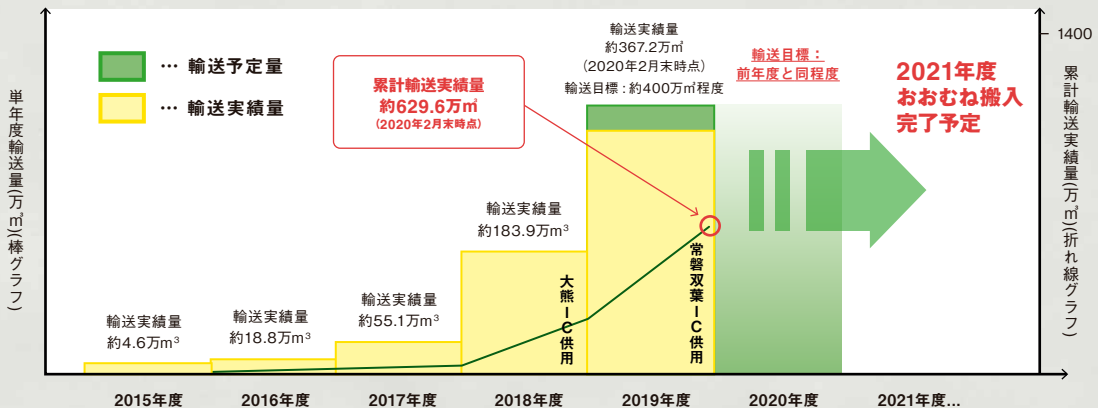 単年度輸送量(万㎥)(棒グラフ)
… 輸送予定量
… 輸送実績量
累計輸送実績量
約629.6万㎥
(2020年2月末時点)
輸送実績量
約4.6万m³
輸送実績量
約18.8万m³
輸送実績量
約55.1万m³
輸送実績量
約183.9万m³
輸送実績量
約367.2万㎥
(2020年2月末時点)
輸送目標：約400万㎥程度
大熊IC供用
常磐双葉IC供用
輸送目標：
前年度と同程度
2021年度
おおむね搬入
完了予定
1400
累計輸送実績量(万㎥)(折れ線グラフ)
2015年度
2016年度
2017年度
2018年度
2019年度
2020年度
2021年度...